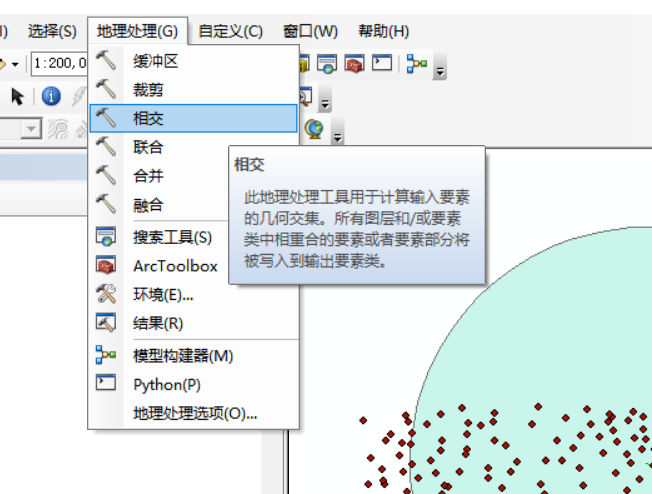 选择(S) 地理处理(G) 自定义(C) 窗口(W) 帮助(H)
1:200,0
缓冲区
裁剪
相交
联合
合并
融合
搜索工具(S)
ArcToolbox
环境(E)...
结果(R)
模型构建器(M)
Python(P)
地理处理选项(O)...
相交
此地理处理工具用于计算输入要素
的几何交集。所有图层和/或要素
类中相重合的要素或者要素部分将
被写入到输出要素类。